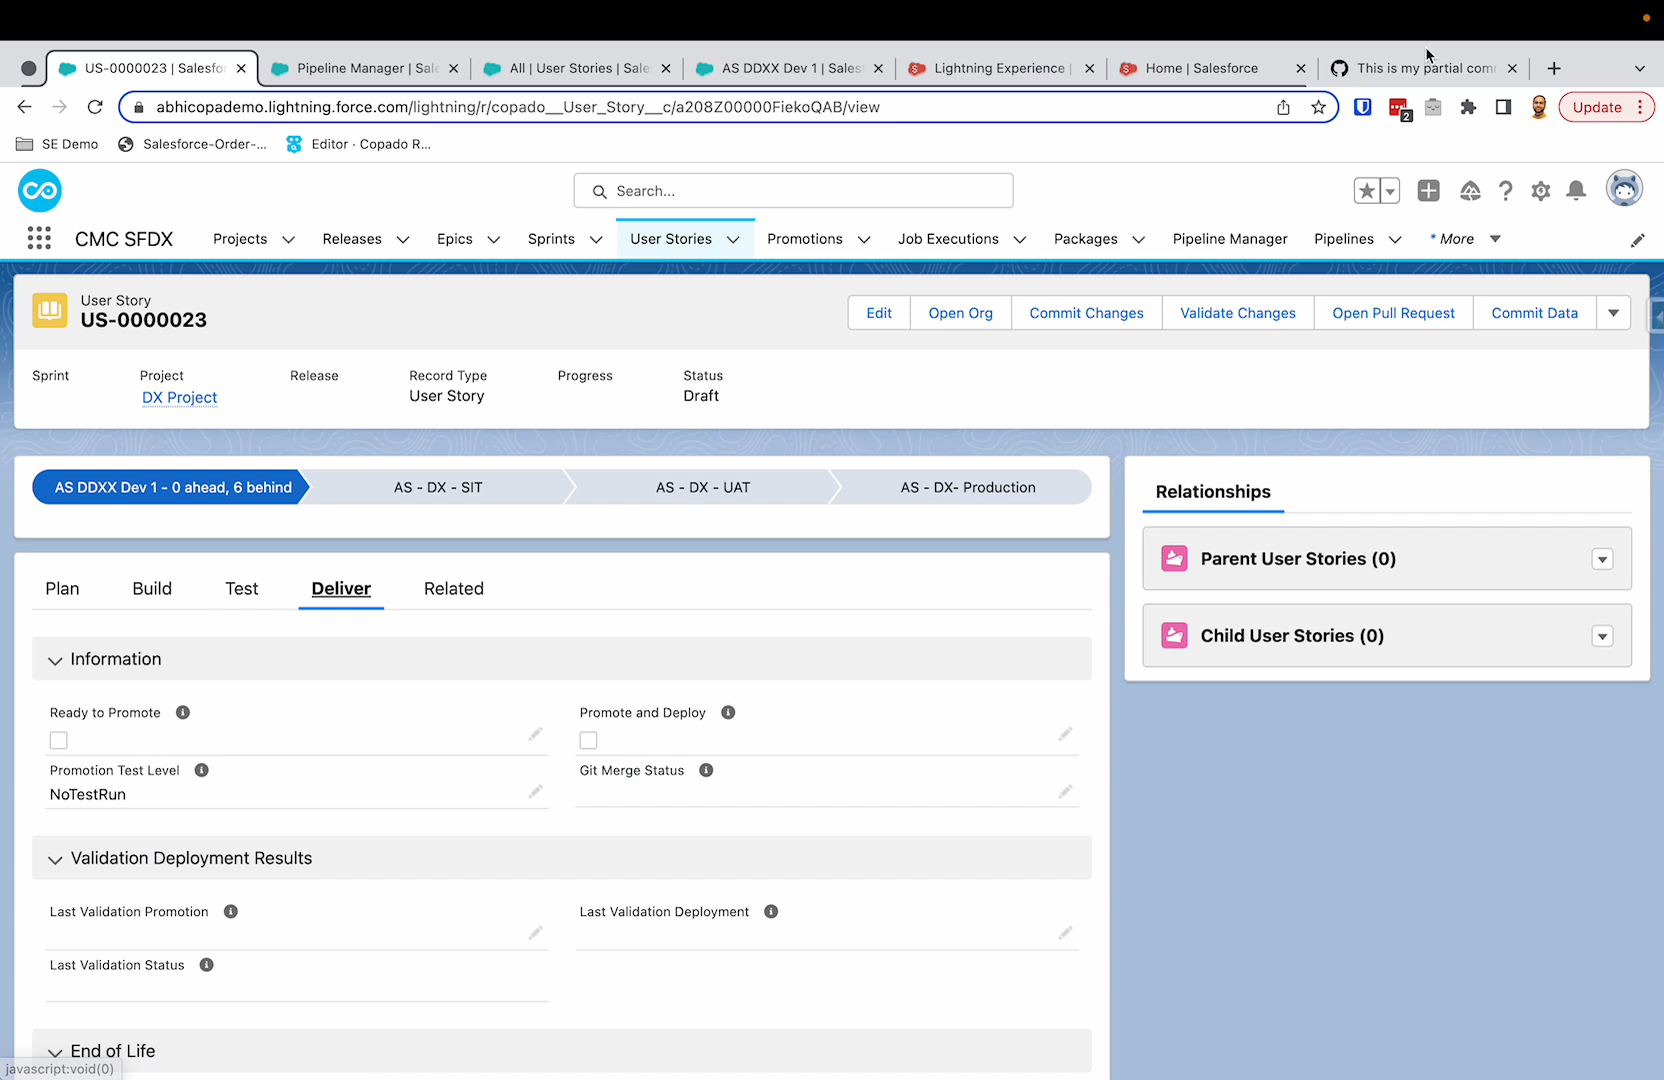 US-0000023 | Salesfo
Pipeline Manager | Sale
All | User Stories | Sale
AS DDXX Dev 1 | Salest
Lightning Experience |
Home | Salesforce
This is my partial com
abhicopademo.lightning.force.com/lightning/r/copado__User_Story__c/a208Z00000FiekoQAB/view
2
Update
SE Demo
Salesforce-Order-...
Editor · Copado R...
Search...
CMC SFDX
Projects
Releases
Epics
Sprints
User Stories
Promotions
Job Executions
Packages
Pipeline Manager
Pipelines
* More
User Story
US-0000023
Edit
Open Org
Commit Changes
Validate Changes
Open Pull Request
Commit Data
Sprint
Project
Release
Record Type
Progress
Status
DX Project
User Story
Draft
AS DDXX Dev 1 - 0 ahead, 6 behind
AS - DX - SIT
AS - DX - UAT
AS - DX- Production
Relationships
Parent User Stories (0)
Child User Stories (0)
Plan
Build
Test
Deliver
Related
Information
Ready to Promote
Promote and Deploy
Promotion Test Level
Git Merge Status
NoTestRun
Validation Deployment Results
Last Validation Promotion
Last Validation Deployment
Last Validation Status
End of Life
javascript:void(0)